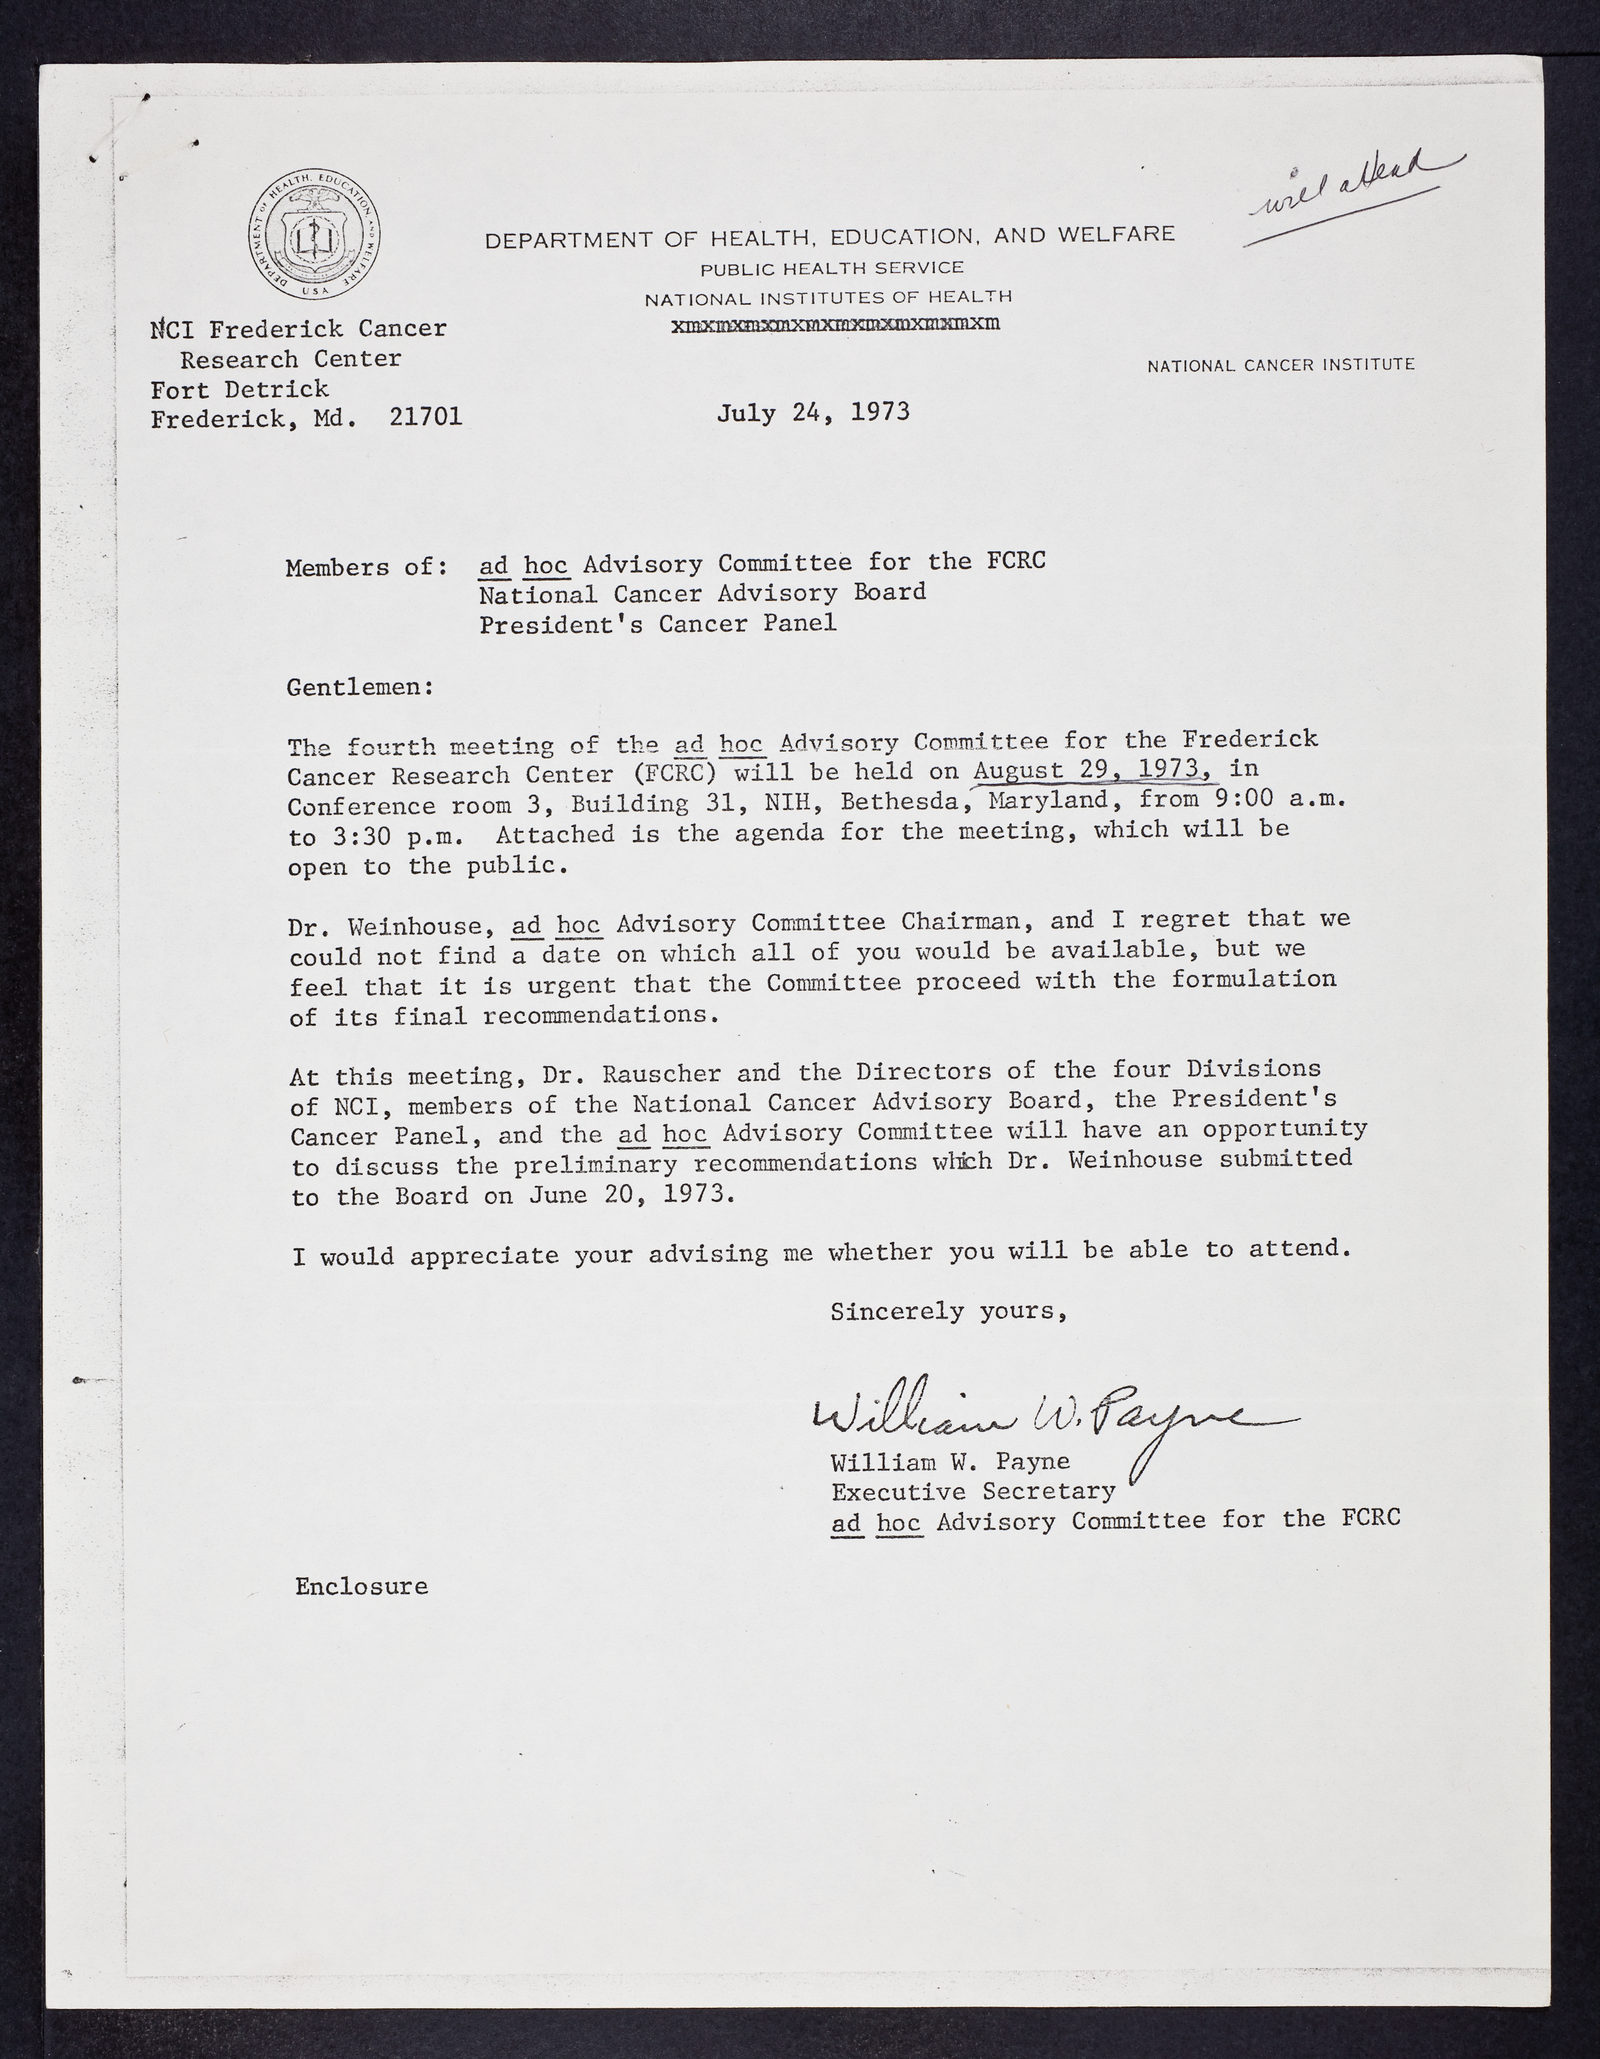 will attend
DEPARTMENT OF HEALTH, EDUCATION, AND WELFARE
USA
DEPARTMENT OF HEALTH, EDUCATION, AND WELFARE
PUBLIC HEALTH SERVICE
NATIONAL INSTITUTES OF HEALTH
xmxmxmxmxmxmxmxmxmxmxm
NCI Frederick Cancer
Research Center
Fort Detrick
Frederick, Md. 21701
NATIONAL CANCER INSTITUTE
July 24, 1973
Members of: ad hoc Advisory Committee for the FCRC
National Cancer Advisory Board
President's Cancer Panel
Gentlemen:
The fourth meeting of the ad hoc Advisory Committee for the Frederick
Cancer Research Center (FCRC) will be held on August 29, 1973, in
Conference room 3, Building 31, NIH, Bethesda, Maryland, from 9:00 a.m.
to 3:30 p.m. Attached is the agenda for the meeting, which will be
open to the public.
Dr. Weinhouse, ad hoc Advisory Committee Chairman, and I regret that we
could not find a date on which all of you would be available, but we
feel that it is urgent that the Committee proceed with the formulation
of its final recommendations.
At this meeting, Dr. Rauscher and the Directors of the four Divisions
of NCI, members of the National Cancer Advisory Board, the President's
Cancer Panel, and the ad hoc Advisory Committee will have an opportunity
to discuss the preliminary recommendations which Dr. Weinhouse submitted
to the Board on June 20, 1973.
I would appreciate your advising me whether you will be able to attend.
Sincerely yours,
William W. Payne
William W. Payne
Executive Secretary
ad hoc Advisory Committee for the FCRC
Enclosure